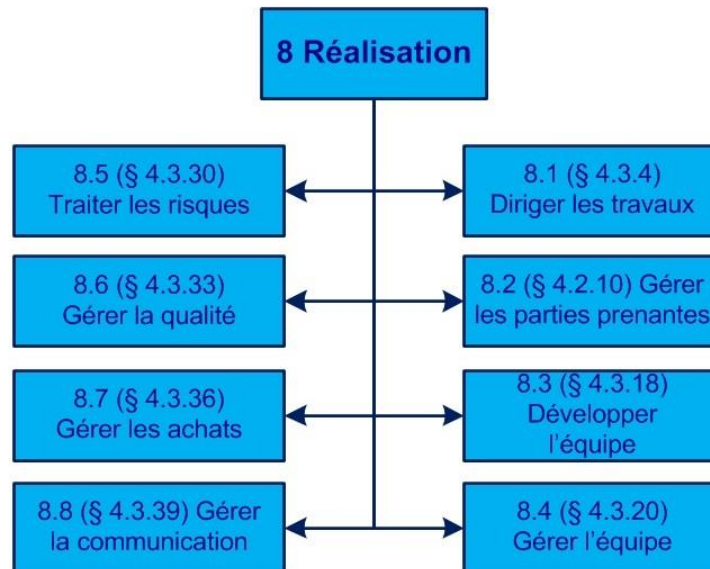 8 Réalisation
8.5 (§ 4.3.30)
Traiter les risques
8.1 (§ 4.3.4)
Diriger les travaux
8.6 (§ 4.3.33)
Gérer la qualité
8.2 (§ 4.2.10) Gérer
les parties prenantes
8.7 (§ 4.3.36)
Gérer les achats
8.3 (§ 4.3.18)
Développer
l'équipe
8.8 (§ 4.3.39) Gérer
la communication
8.4 (§ 4.3.20)
Gérer l'équipe